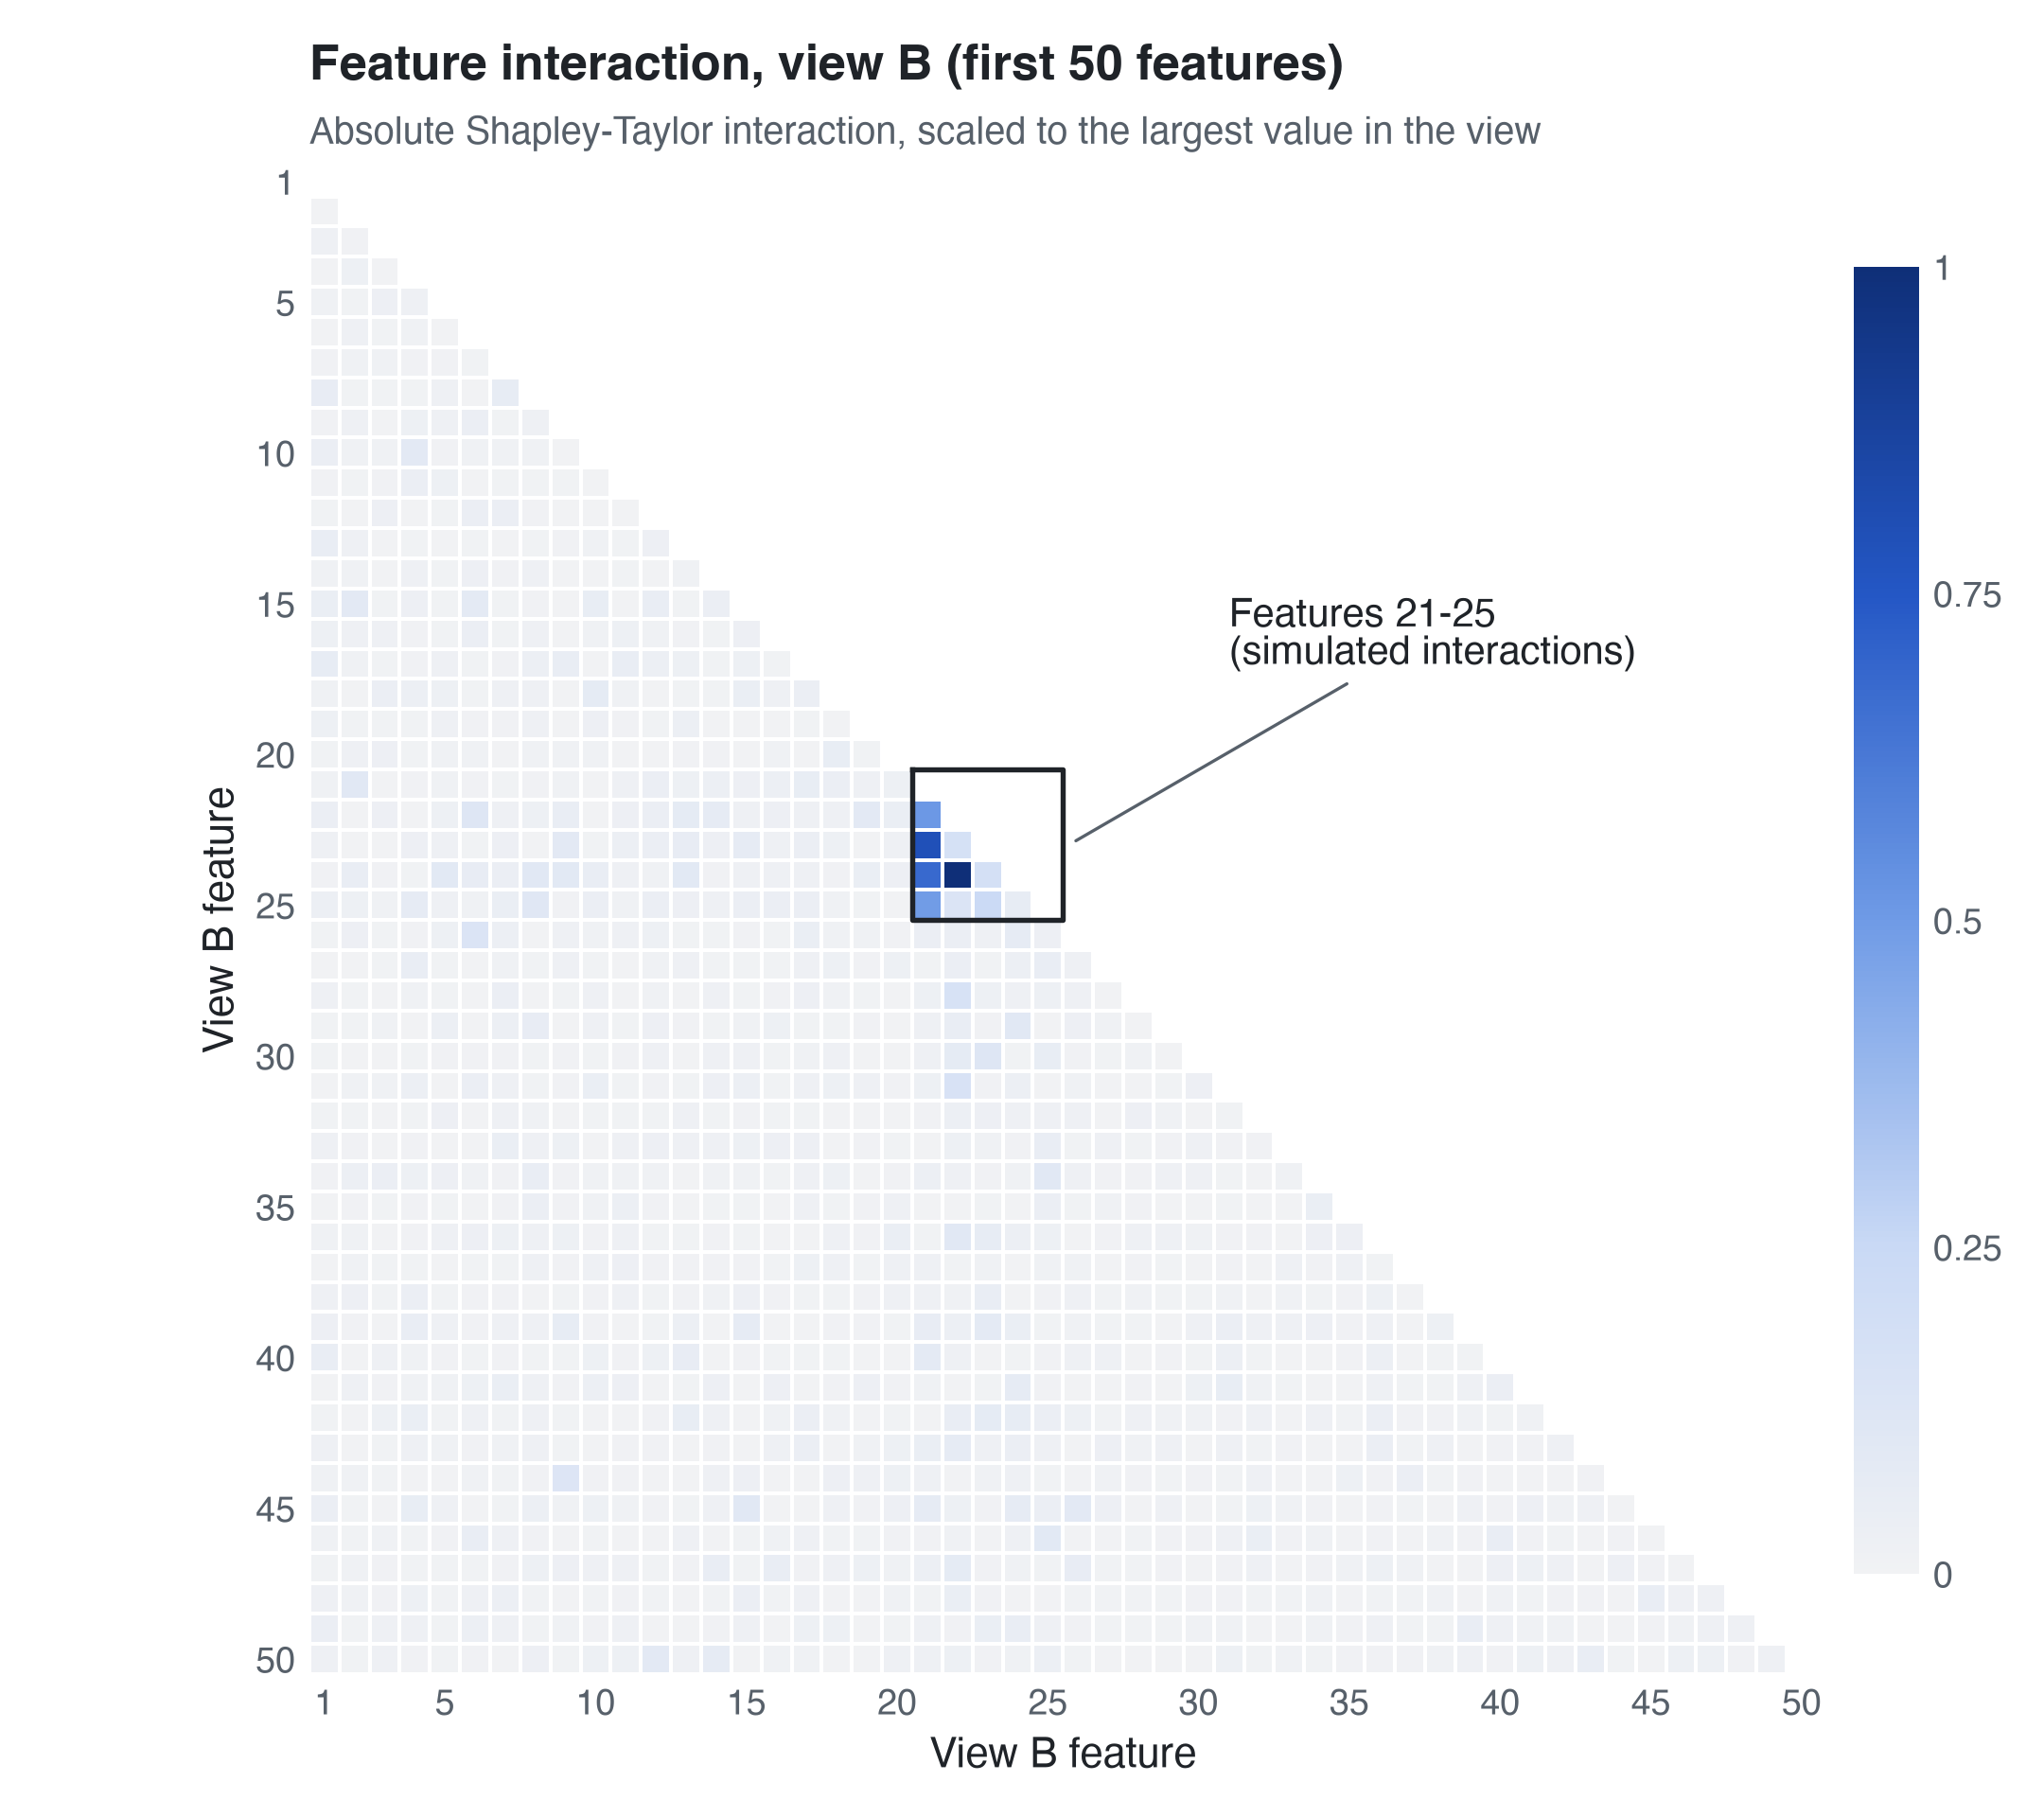 Feature interaction, view B (first 50 features)
Absolute Shapley-Taylor interaction, scaled to the largest value in the view
1
5
10
15
20
25
30
35
40
45
50
View B feature
Features 21-25
(simulated interactions)
1
0.75
0.5
0.25
0
1 5 10 15 20 25 30 35 40 45 50
View B feature